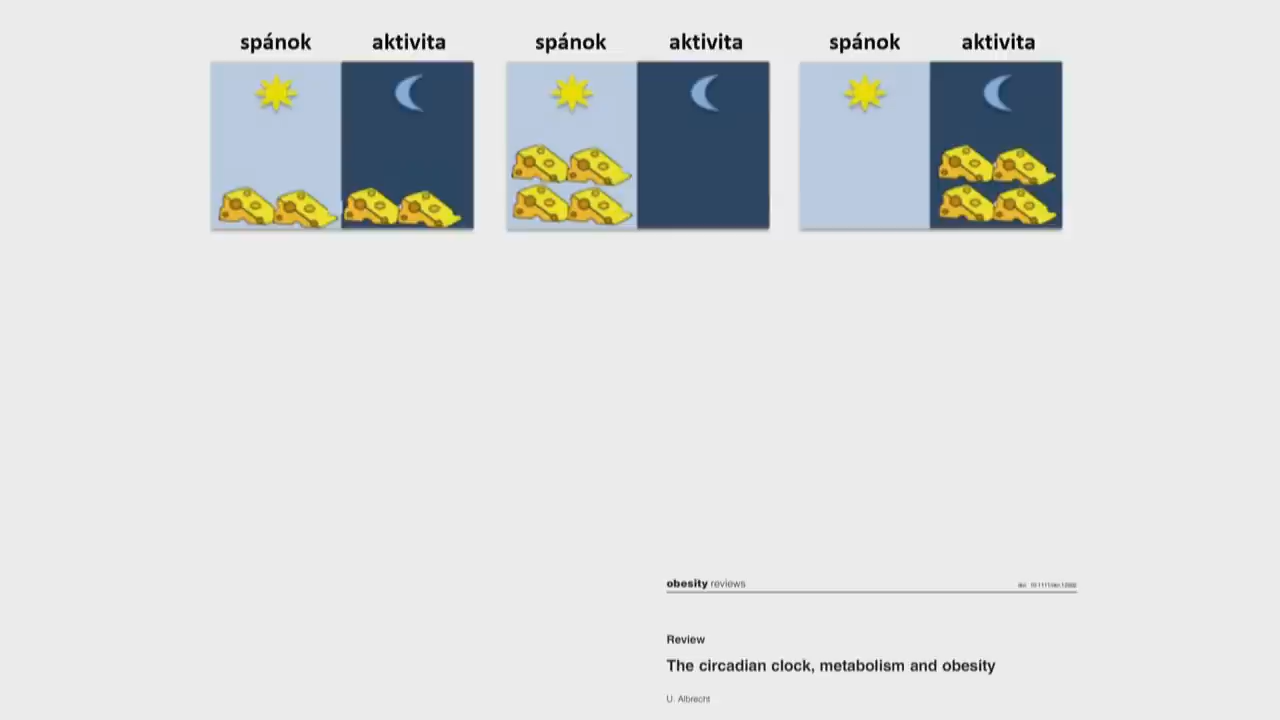 spánok aktivita spánok aktivita spánok aktivita
obesity reviews
Review
The circadian clock, metabolism and obesity
U. Albrecht